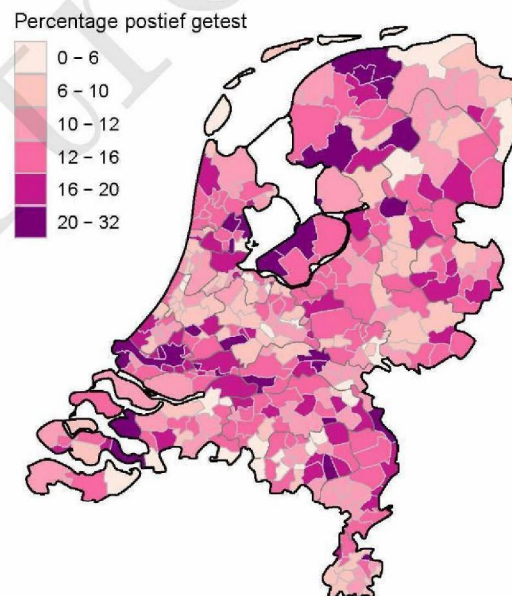 Percentage postief getest
0 – 6
6 – 10
10 – 12
12 – 16
16 – 20
20 – 32